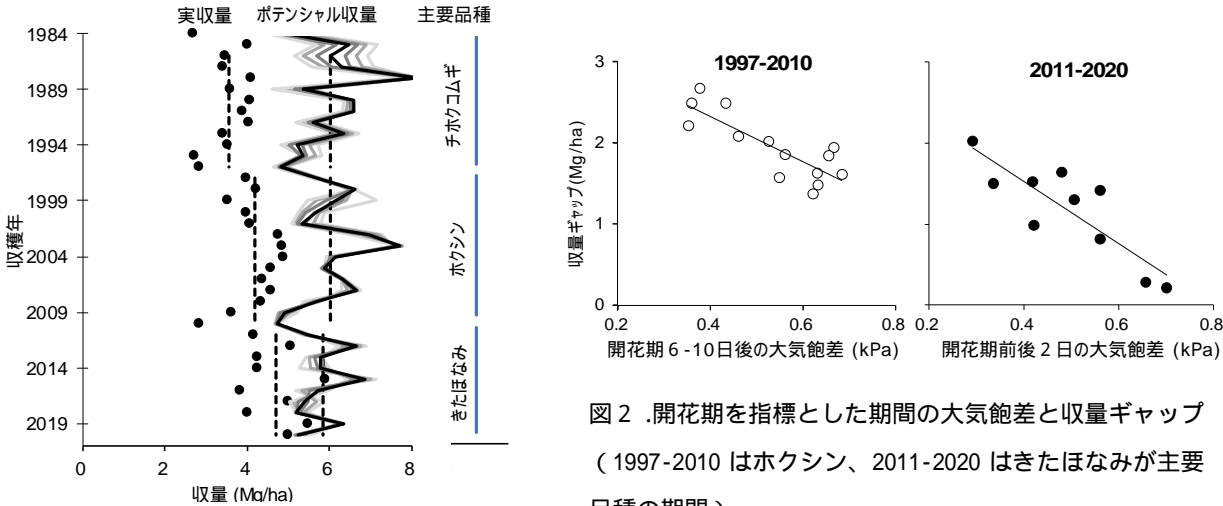 実収量 ポテンシャル収量 主要品種
1984
1989
1994
1999
2004
2009
2014
2019
収穫年
0 2 4 6 8
収量 (Mg/ha)
チホクコムギ
ホクシン
きたほなみ
1997-2010
3
2
1
0
収量ギャップ(Mg/ha)
0.2 0.4 0.6 0.8
開花期6-10日後の大気飽差 (kPa)
2011-2020
0.2 0.4 0.6 0.8
開花期前後2日の大気飽差 (kPa)
図2.開花期を指標とした期間の大気飽差と収量ギャップ
(1997-2010 はホクシン、2011-2020 はきたほなみが主要
品種の期間)